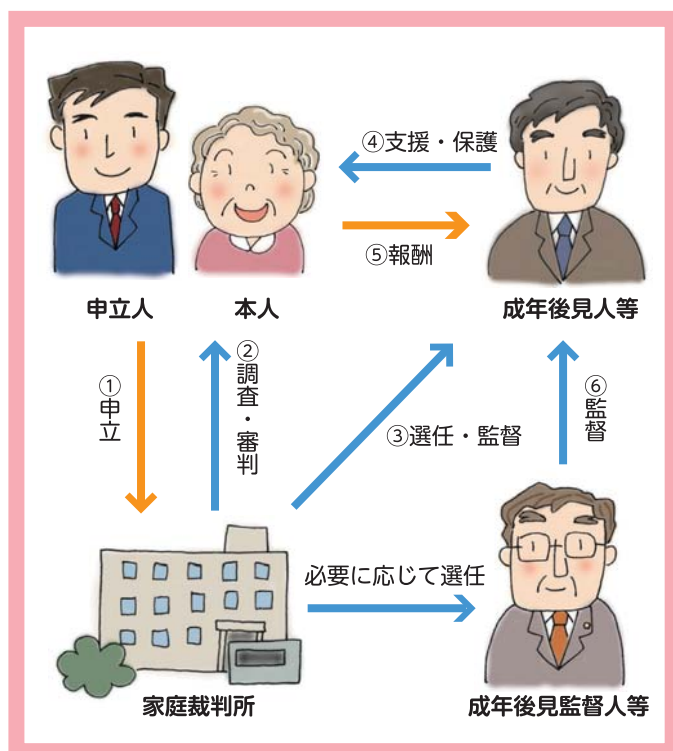 ④支援・保護
⑤報酬
申立人
本人
成年後見人等
①申立
②調査・審判
③選任・監督
⑥監督
必要に応じて選任
家庭裁判所
成年後見監督人等